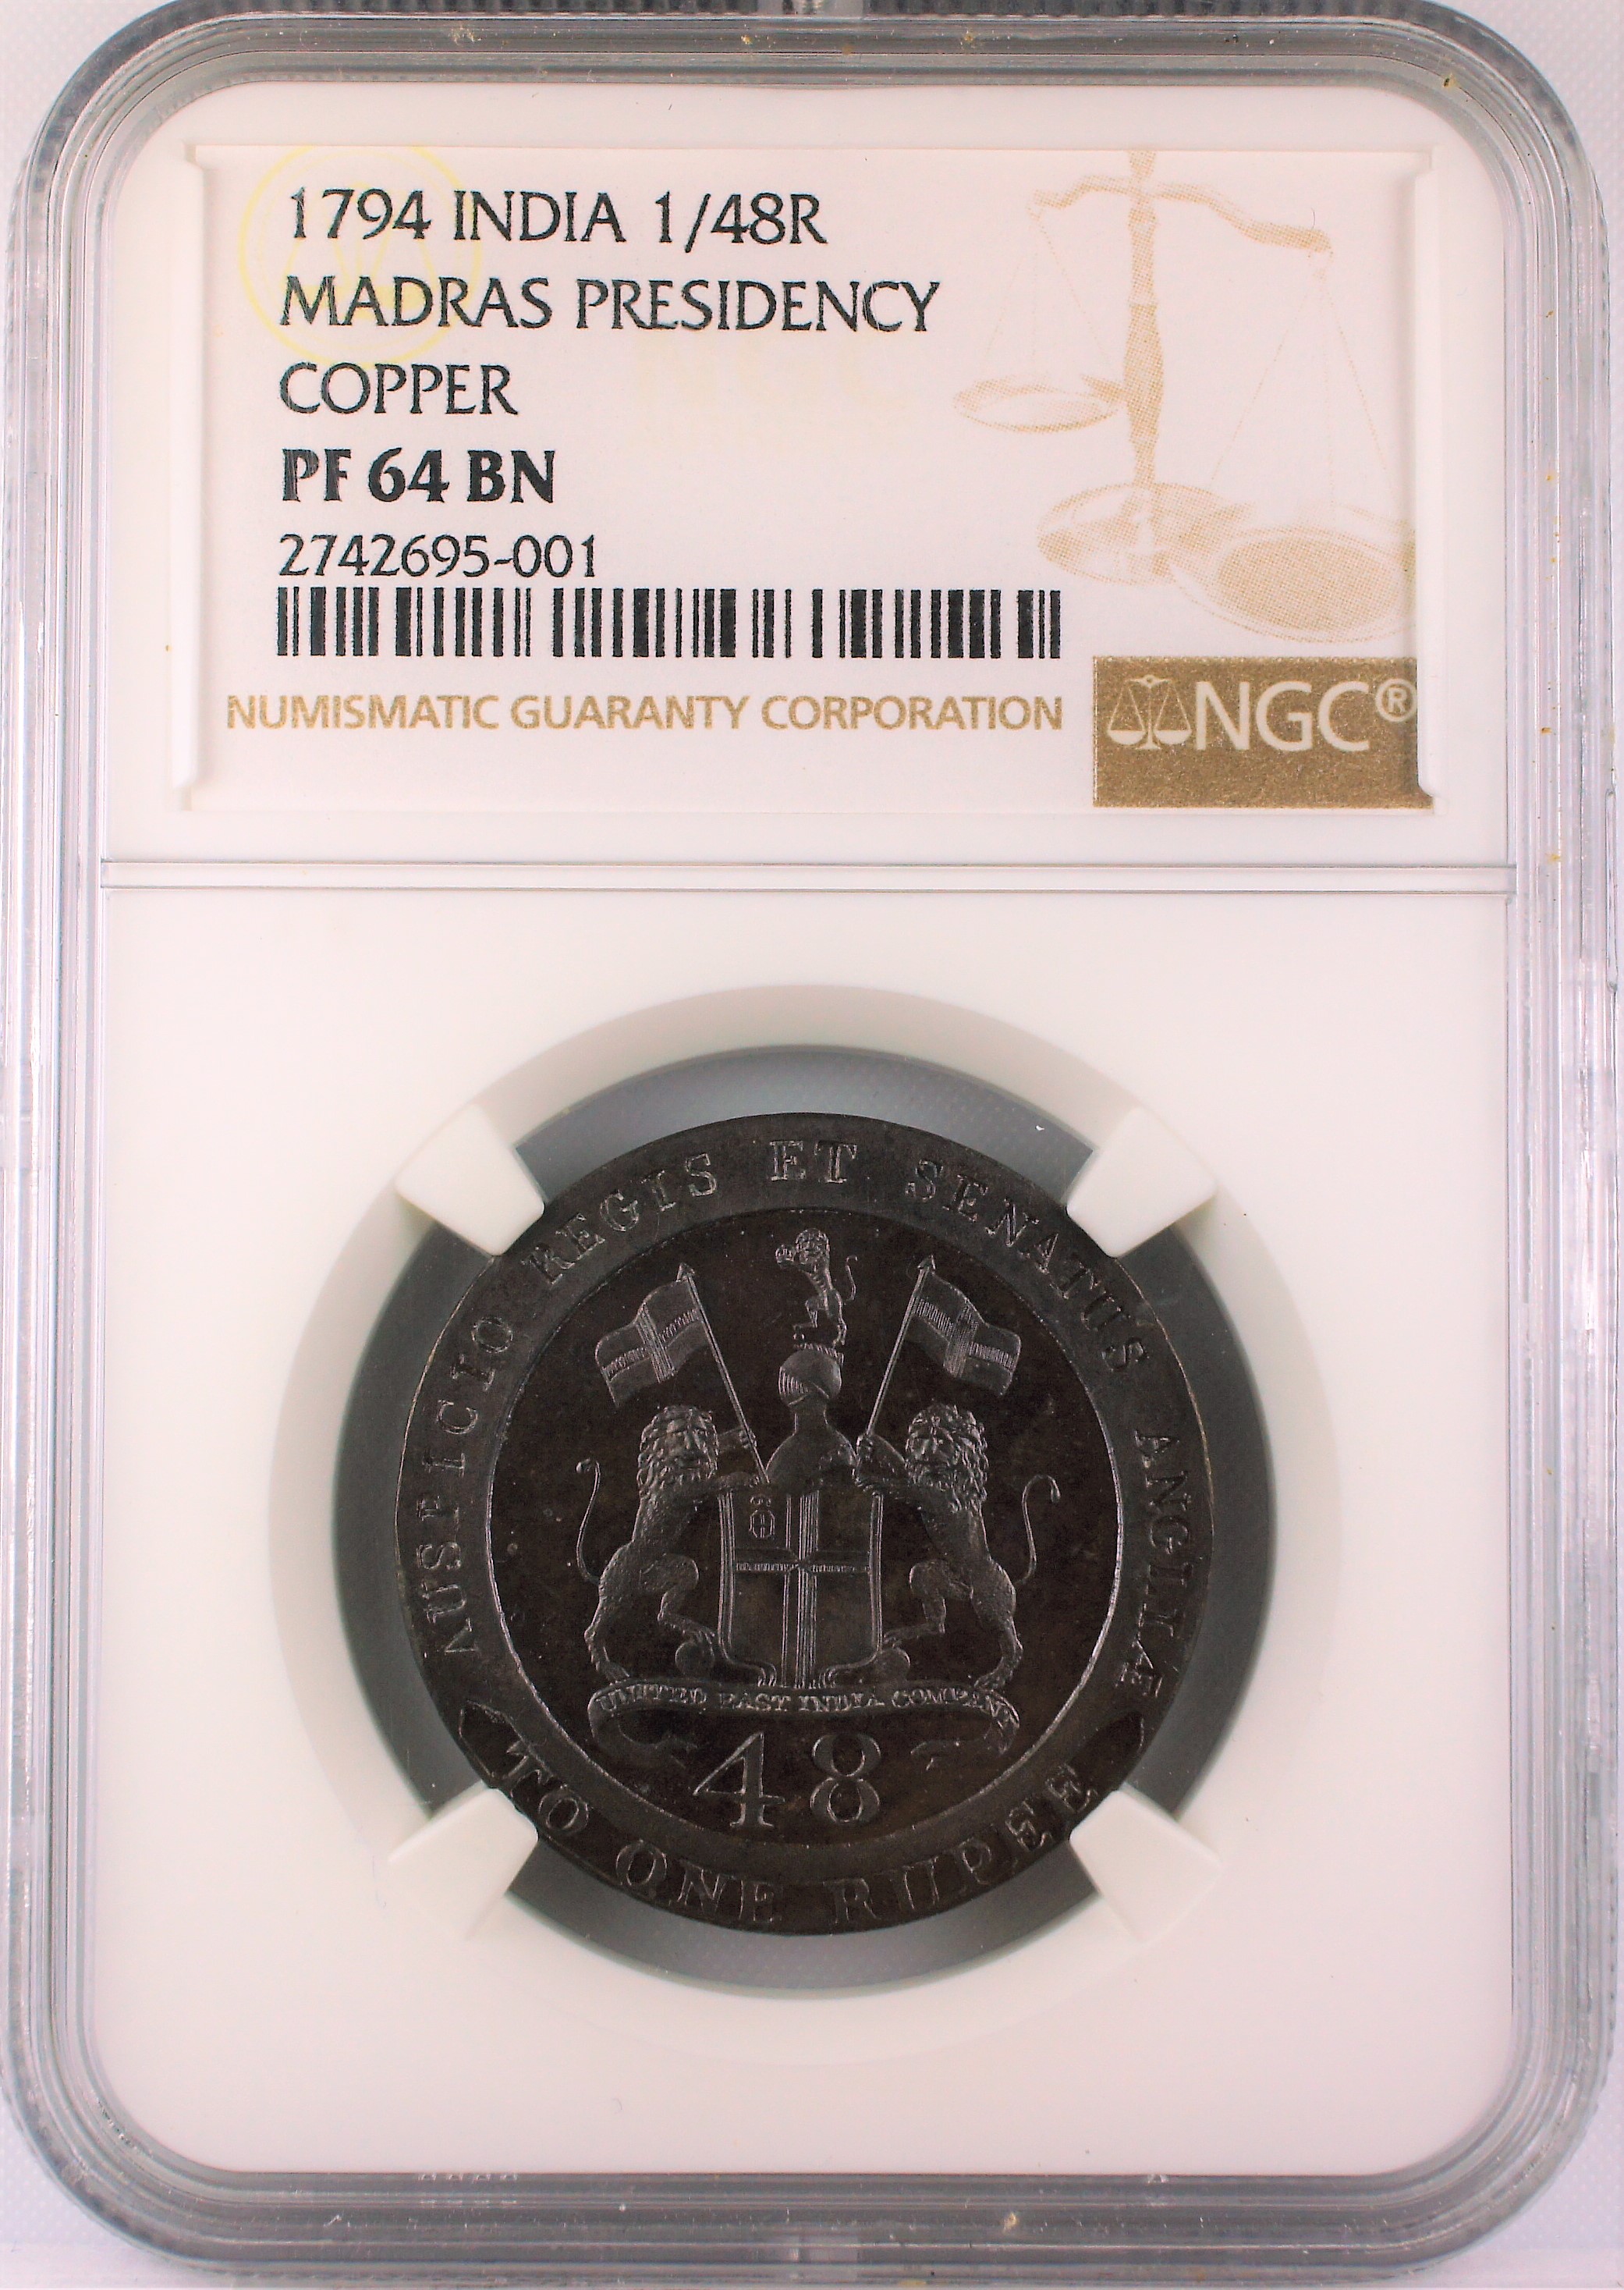 1794 INDIA 1/48R
MADRAS PRESIDENCY
COPPER
PF 64 BN
2742695-001
NUMISMATIC GUARANTY CORPORATION
NGC®
AUSPICIO REGIS ET SENATUS ANGLIÆ
UNITED EAST INDIA COMPANY
48
TO ONE RUPEE